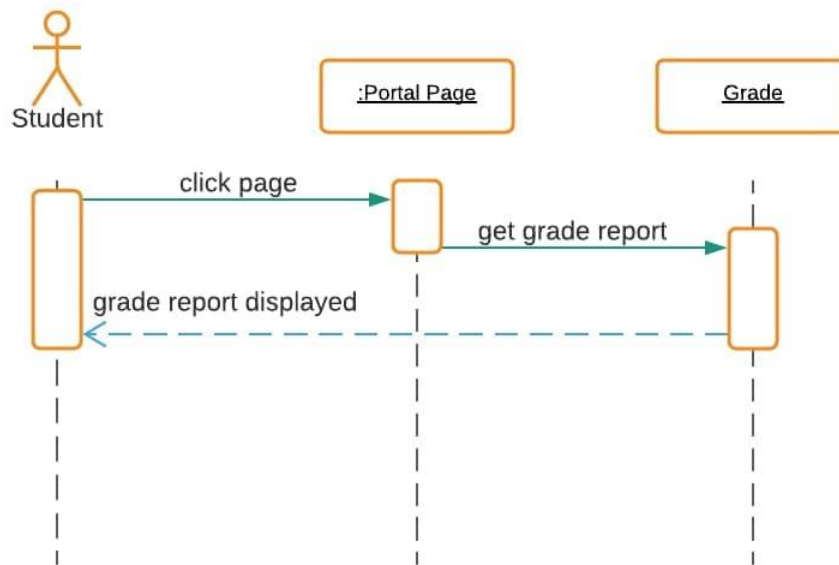 Student
:Portal Page
Grade
click page
get grade report
grade report displayed